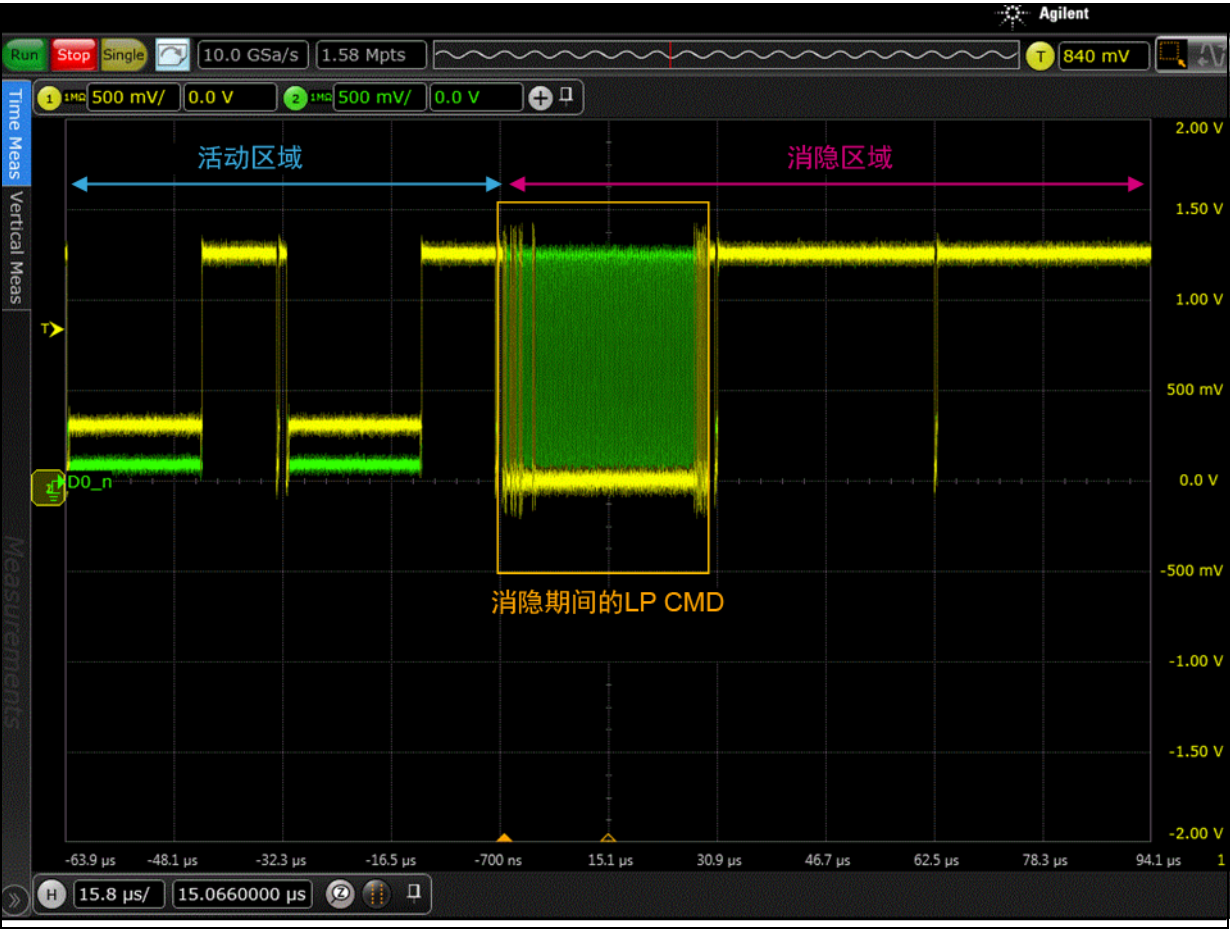 Agilent
Run Stop Single 10.0 GSa/s 1.58 Mpts T 840 mV
1 1MΩ 500 mV/ 0.0 V 2 1MΩ 500 mV/ 0.0 V
Time Meas
Vertical Meas
Measurements
2.00 V
活动区域 消隐区域
1.50 V
1.00 V
T
500 mV
D0_n
0.0 V
-500 mV
消隐期间的LP CMD
-1.00 V
-1.50 V
-2.00 V
-63.9 µs -48.1 µs -32.3 µs -16.5 µs -700 ns 15.1 µs 30.9 µs 46.7 µs 62.5 µs 78.3 µs 94.1 µs 1
H 15.8 µs/ 15.0660000 µs Z